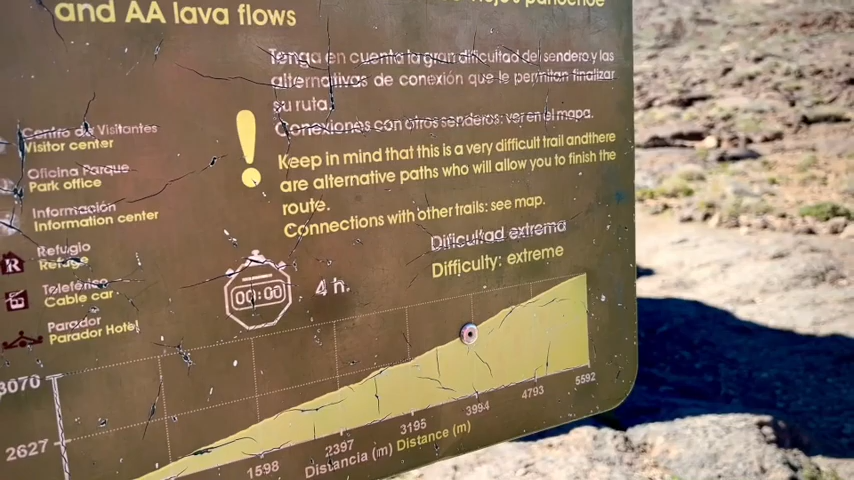 pahoehoe
and AA lava flows
Tenga en cuenta la gran dificultad del sendero y las
alternativas de conexión que le permitan finalizar
su ruta.
Conexiones con otros senderos: ver en el mapa.
Keep in mind that this is a very difficult trail andthere
are alternative paths who will allow you to finish the
route.
Connections with other trails: see map.
Centro de Visitantes
Visitor center
Oficina Parque
Park office
Información
Information center
Refugio
Refuge
Teleférico
Cable car
Parador
Parador Hotel
00:00
4 h.
Dificultad extrema
Difficulty: extreme
3070
2627
1598
2397
3195
3994
4793
5592
Distancia (m) Distance (m)